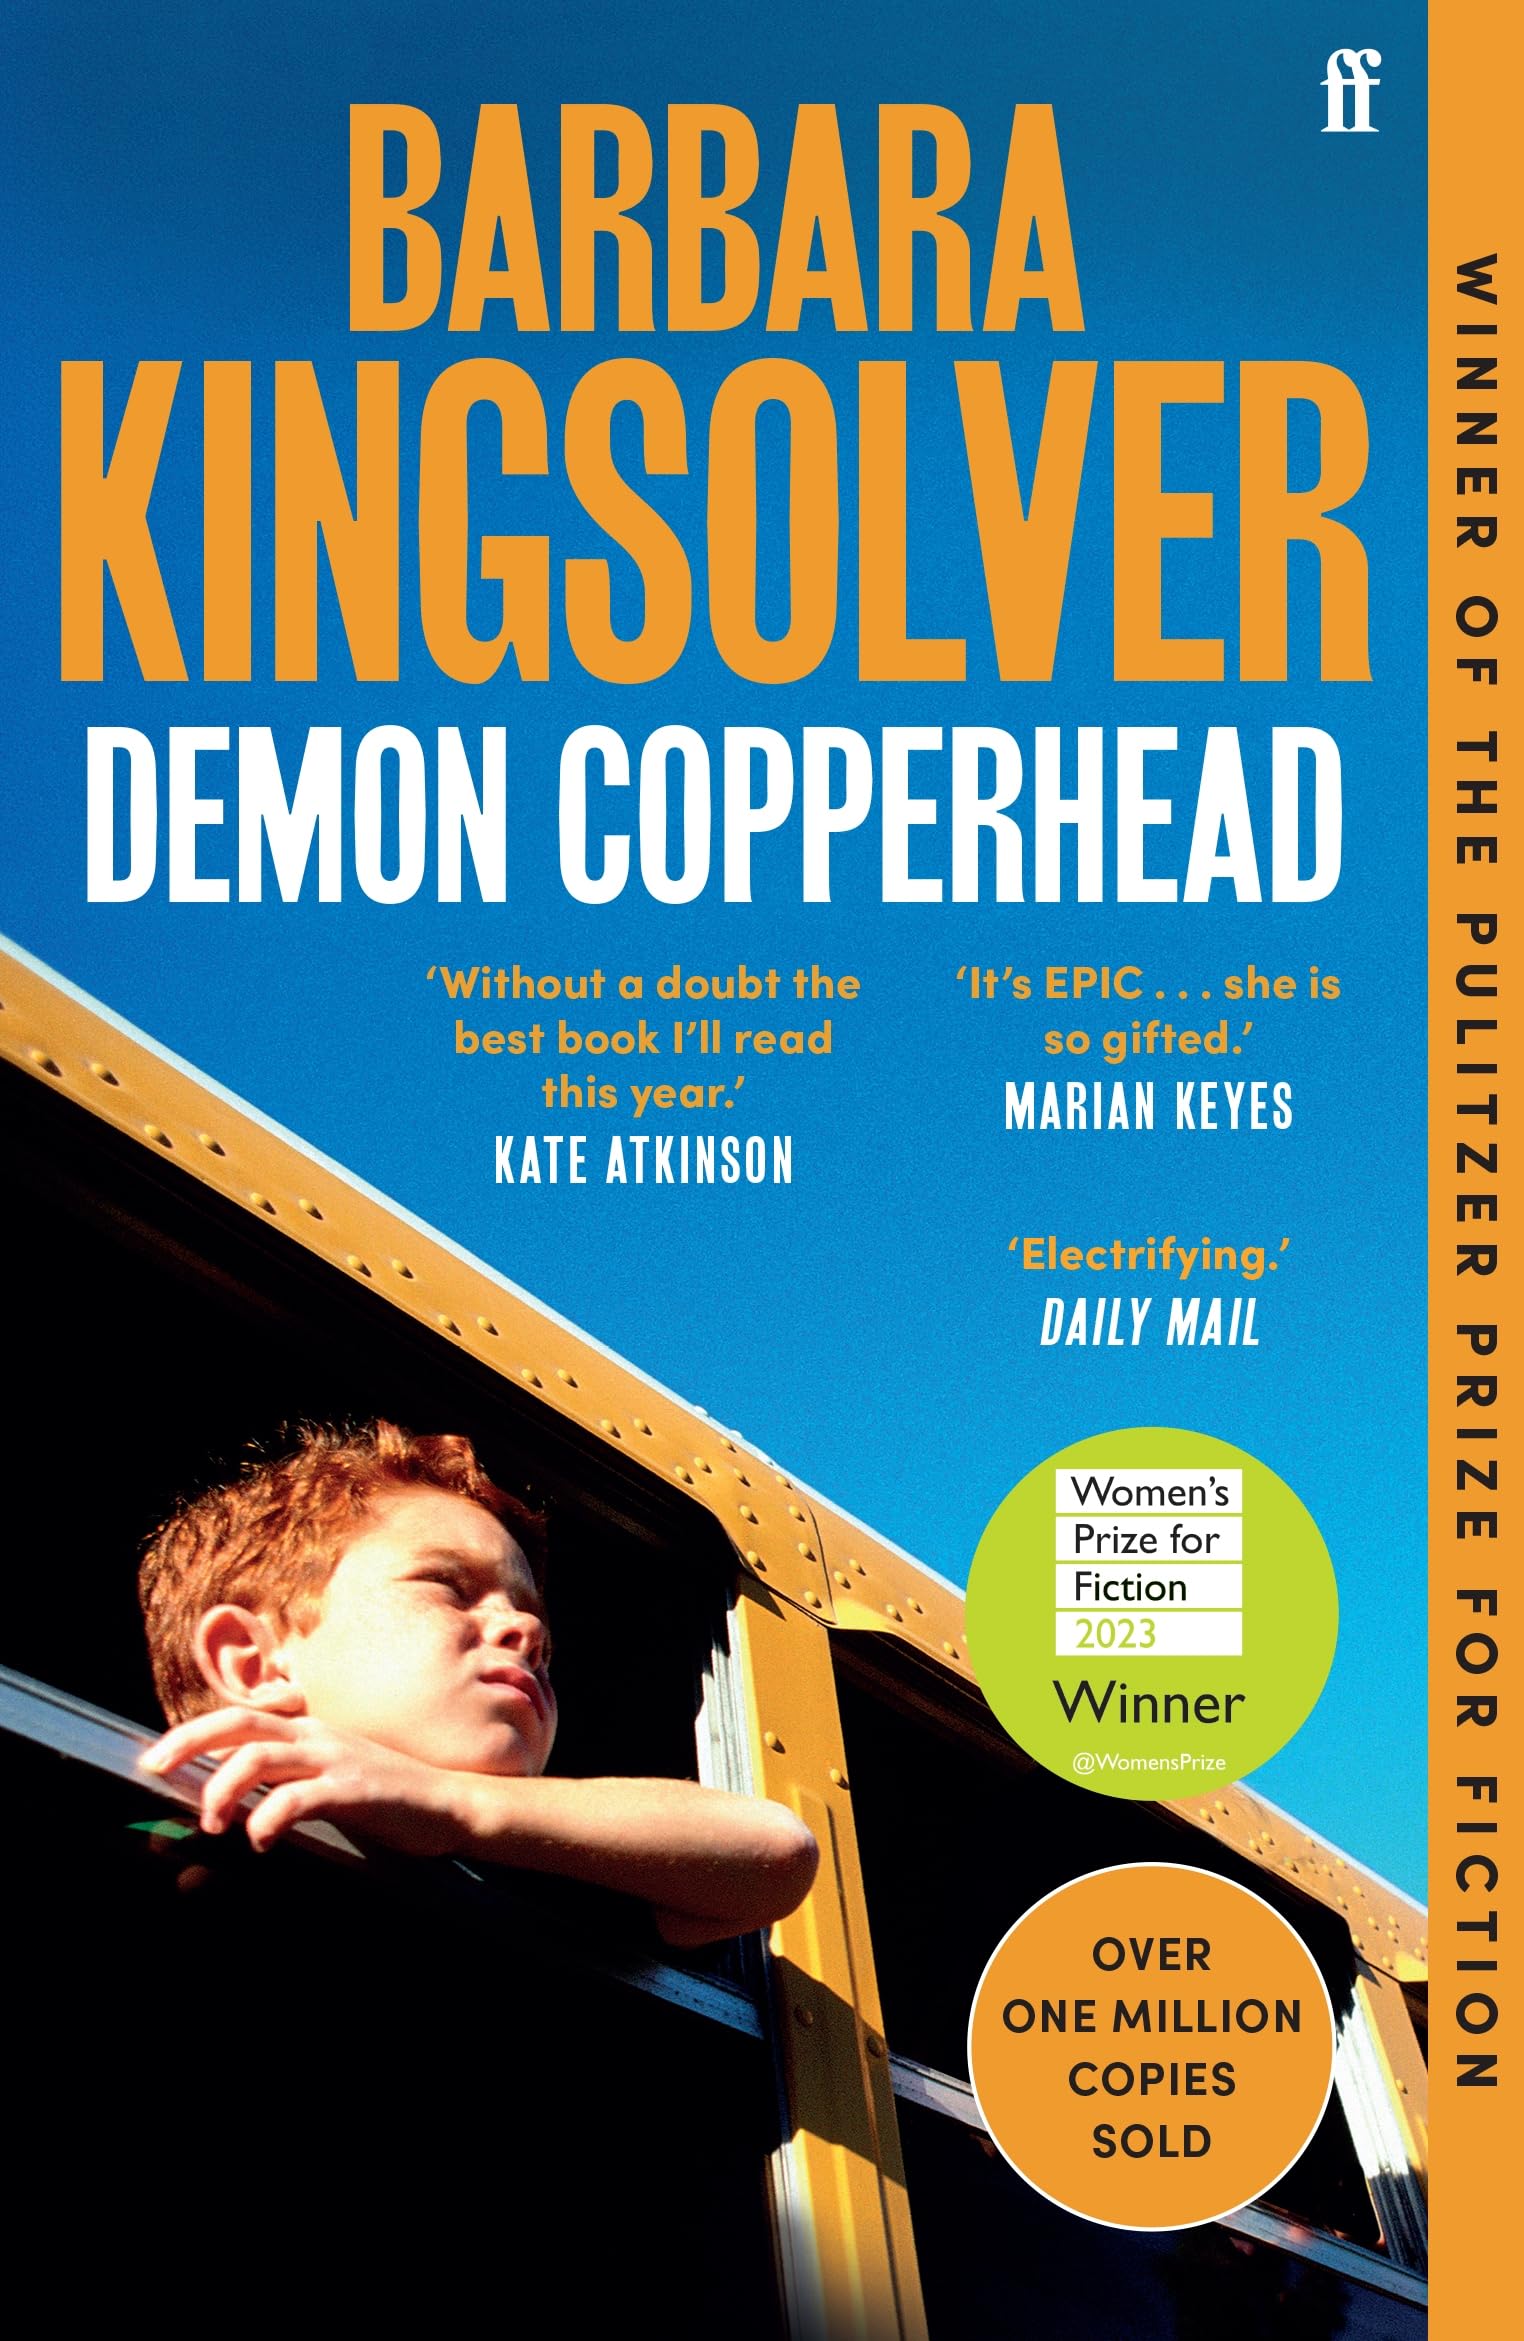 ff
BARBARA
KINGSOLVER
DEMON COPPERHEAD
‘Without a doubt the
best book I’ll read
this year.’
KATE ATKINSON
‘It’s EPIC . . . she is
so gifted.’
MARIAN KEYES
‘Electrifying.’
DAILY MAIL
Women’s
Prize for
Fiction
2023
Winner
@WomensPrize
OVER
ONE MILLION
COPIES
SOLD
WINNER OF THE PULITZER PRIZE FOR FICTION